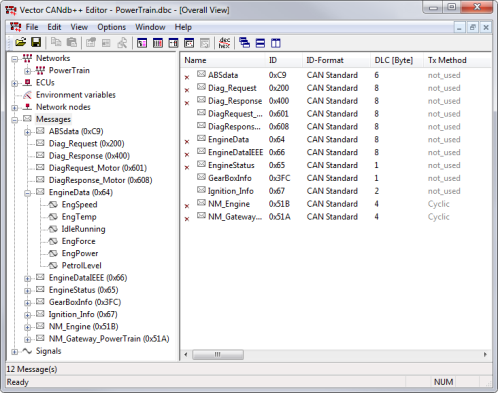 Vector CANdb++ Editor - PowerTrain.dbc - [Overall View]
File Edit View Options Window Help
dec
hex
Networks
PowerTrain
ECUs
Environment variables
Network nodes
Messages
ABSdata (0xC9)
Diag_Request (0x200)
Diag_Response (0x400)
DiagRequest_Motor (0x601)
DiagResponse_Motor (0x608)
EngineData (0x64)
EngSpeed
EngTemp
IdleRunning
EngForce
EngPower
PetrolLevel
EngineDataIEEE (0x66)
EngineStatus (0x65)
GearBoxInfo (0x3FC)
Ignition_Info (0x67)
NM_Engine (0x51B)
NM_Gateway_PowerTrain (0x51A)
Signals
Name ID ID-Format DLC [Byte] Tx Method
ABSdata 0xC9 CAN Standard 6 not_used
Diag_Request 0x200 CAN Standard 8 not_used
Diag_Response 0x400 CAN Standard 8 not_used
DiagRequest_... 0x601 CAN Standard 8 not_used
DiagRespons... 0x608 CAN Standard 8 not_used
EngineData 0x64 CAN Standard 8 not_used
EngineDataIEEE 0x66 CAN Standard 8 not_used
EngineStatus 0x65 CAN Standard 1 not_used
GearBoxInfo 0x3FC CAN Standard 1 not_used
Ignition_Info 0x67 CAN Standard 2 not_used
NM_Engine 0x51B CAN Standard 4 Cyclic
NM_Gateway... 0x51A CAN Standard 4 Cyclic
12 Message(s)
Ready NUM